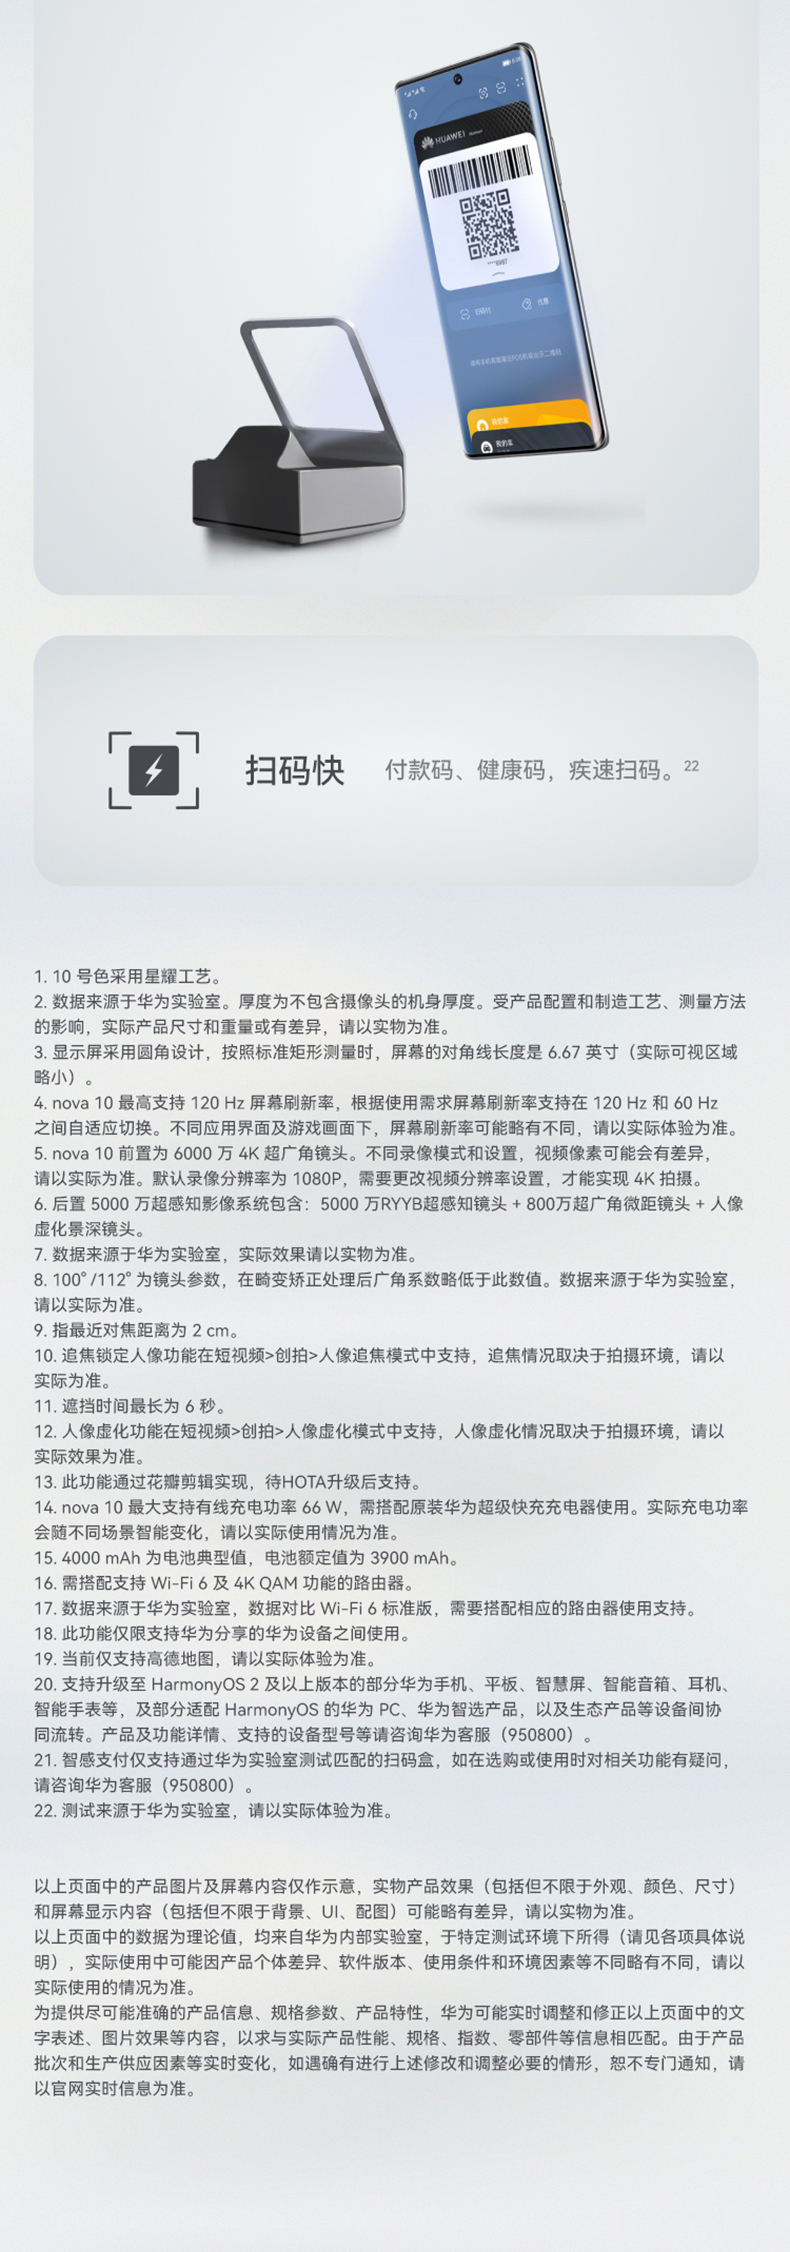 HUAWEI
扫码付
优惠
请将手机背面靠近POS机或出示二维码
我的家
我的车
扫码快
付款码、健康码，疾速扫码。22
1. 10 号色采用星耀工艺。
2. 数据来源于华为实验室。厚度为不包含摄像头的机身厚度。受产品配置和制造工艺、测量方法
的影响，实际产品尺寸和重量或有差异，请以实物为准。
3. 显示屏采用圆角设计，按照标准矩形测量时，屏幕的对角线长度是 6.67 英寸（实际可视区域
略小）。
4. nova 10 最高支持 120 Hz 屏幕刷新率，根据使用需求屏幕刷新率支持在 120 Hz 和 60 Hz
之间自适应切换。不同应用界面及游戏画面下，屏幕刷新率可能略有不同，请以实际体验为准。
5. nova 10 前置为 6000 万 4K 超广角镜头。不同录像模式和设置，视频像素可能会有差异，
请以实际为准。默认录像分辨率为 1080P，需要更改视频分辨率设置，才能实现 4K 拍摄。
6. 后置 5000 万超感知影像系统包含：5000 万RYYB超感知镜头 + 800万超广角微距镜头 + 人像
虚化景深镜头。
7. 数据来源于华为实验室，实际效果请以实物为准。
8. 100°/112° 为镜头参数，在畸变矫正处理后广角系数略低于此数值。数据来源于华为实验室，
请以实际为准。
9. 指最近对焦距离为 2 cm。
10. 追焦锁定人像功能在短视频>创拍>人像追焦模式中支持，追焦情况取决于拍摄环境，请以
实际为准。
11. 遮挡时间最长为 6 秒。
12. 人像虚化功能在短视频>创拍>人像虚化模式中支持，人像虚化情况取决于拍摄环境，请以
实际效果为准。
13. 此功能通过花瓣剪辑实现，待HOTA升级后支持。
14. nova 10 最大支持有线充电功率 66 W，需搭配原装华为超级快充充电器使用。实际充电功率
会随不同场景智能变化，请以实际使用情况为准。
15. 4000 mAh 为电池典型值，电池额定值为 3900 mAh。
16. 需搭配支持 Wi-Fi 6 及 4K QAM 功能的路由器。
17. 数据来源于华为实验室，数据对比 Wi-Fi 6 标准版，需要搭配相应的路由器使用支持。
18. 此功能仅限支持华为分享的华为设备之间使用。
19. 当前仅支持高德地图，请以实际体验为准。
20. 支持升级至 HarmonyOS 2 及以上版本的部分华为手机、平板、智慧屏、智能音箱、耳机、
智能手表等，及部分适配 HarmonyOS 的华为 PC、华为智选产品，以及生态产品等设备间协
同流转。产品及功能详情、支持的设备型号等请咨询华为客服（950800）。
21. 智感支付仅支持通过华为实验室测试匹配的扫码盒，如在选购或使用时对相关功能有疑问，
请咨询华为客服（950800）。
22. 测试来源于华为实验室，请以实际体验为准。
以上页面中的产品图片及屏幕内容仅作示意，实物产品效果（包括但不限于外观、颜色、尺寸）
和屏幕显示内容（包括但不限于背景、UI、配图）可能略有差异，请以实物为准。
以上页面中的数据为理论值，均来自华为内部实验室，于特定测试环境下所得（请见各项具体说
明），实际使用中可能因产品个体差异、软件版本、使用条件和环境因素等不同略有不同，请以
实际使用的情况为准。
为提供尽可能准确的产品信息、规格参数、产品特性，华为可能实时调整和修正以上页面中的文
字表述、图片效果等内容，以求与实际产品性能、规格、指数、零部件等信息相匹配。由于产品
批次和生产供应因素等实时变化，如遇确有进行上述修改和调整必要的情形，恕不专门通知，请
以官网实时信息为准。